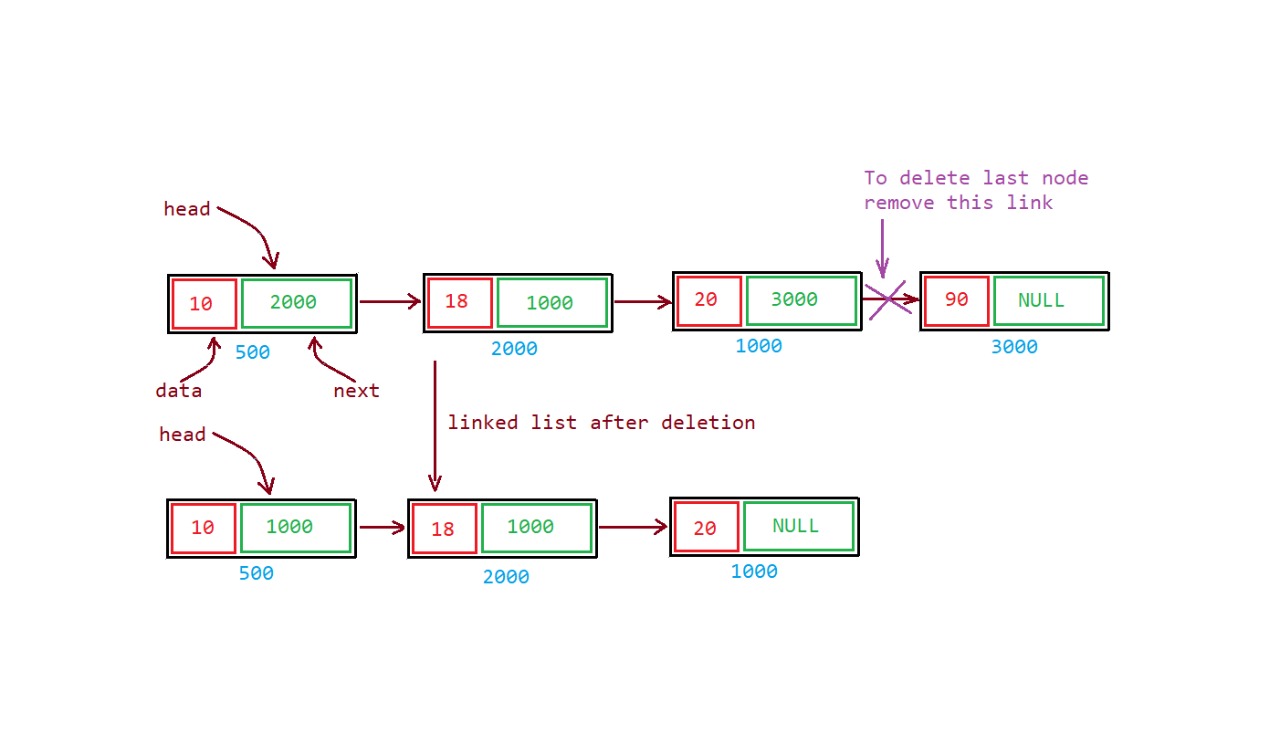 To delete last node
remove this link
head
10 2000
18 1000
20 3000
90 NULL
500
2000
1000
3000
data
next
linked list after deletion
head
10 1000
18 1000
20 NULL
500
2000
1000